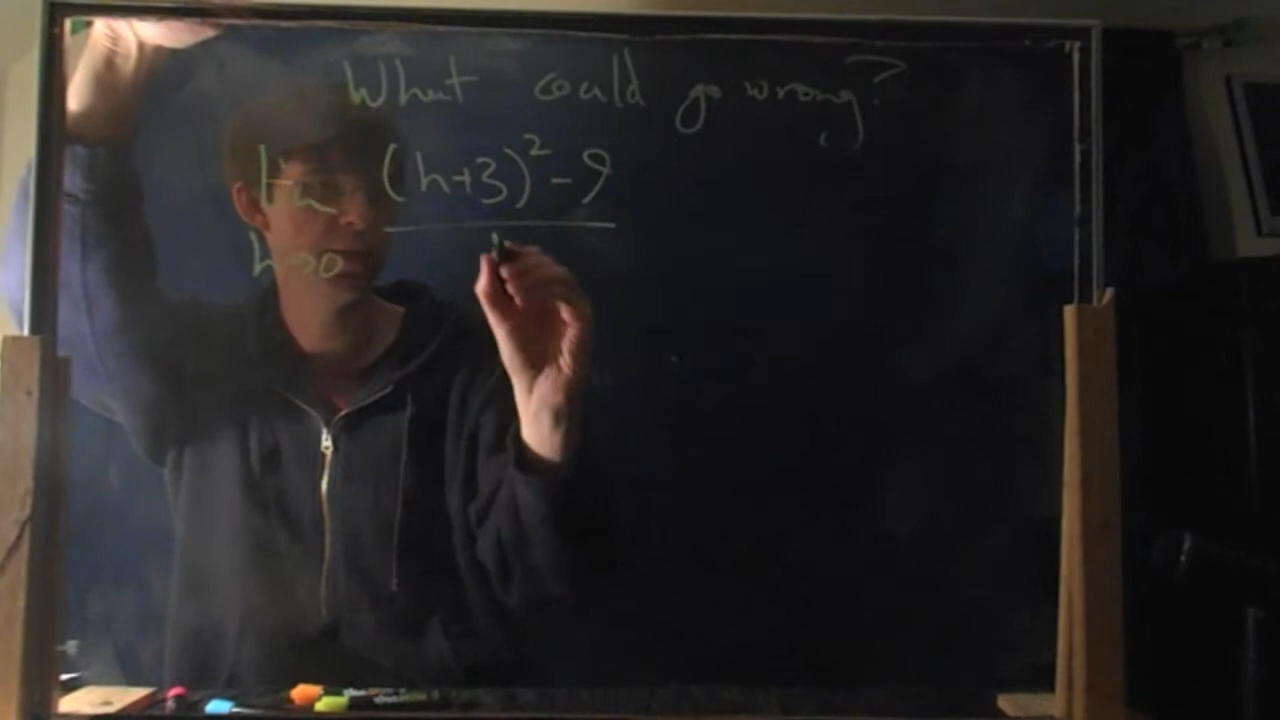 What could go wrong?
lim (h+3)² - 9
h→0